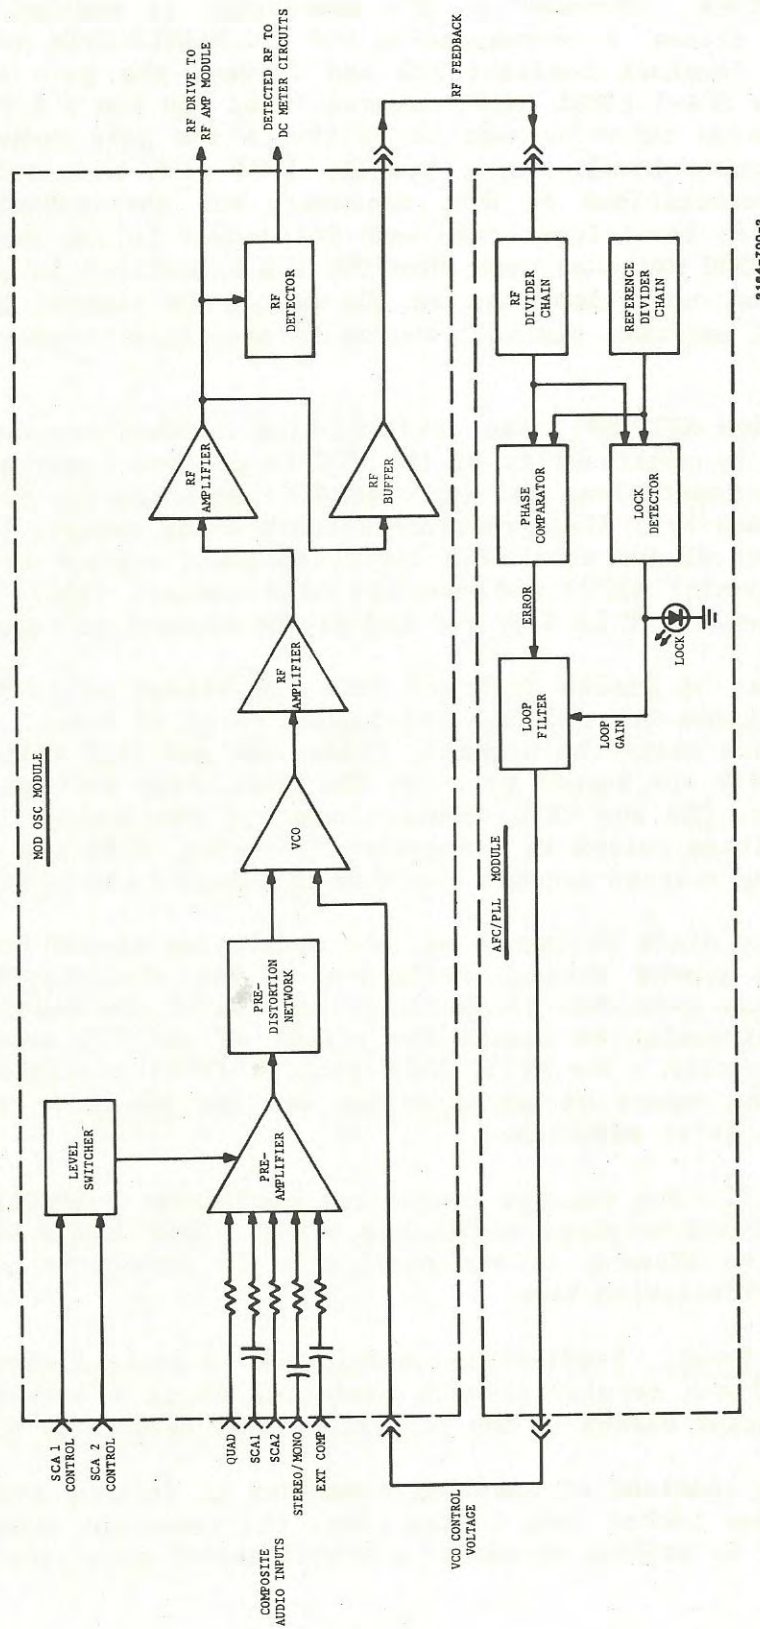 MOD OSC MODULE
SCA 1
CONTROL
SCA 2
CONTROL
LEVEL
SWITCHER
COMPOSITE
AUDIO INPUTS
QUAD
SCA1
SCA2
STEREO/MONO
EXT COMP
PRE-
AMPLIFIER
PRE-
DISTORTION
NETWORK
VCO
RF
AMPLIFIER
RF
AMPLIFIER
RF
BUFFER
RF
DETECTOR
RF DRIVE TO
RF AMP MODULE
DETECTED RF TO
DC METER CIRCUITS
RF FEEDBACK
VCO CONTROL
VOLTAGE
AFC/PLL MODULE
LOOP
FILTER
ERROR
LOOP
GAIN
PHASE
COMPARATOR
LOCK
DETECTOR
LOCK
RF
DIVIDER
CHAIN
REFERENCE
DIVIDER
CHAIN